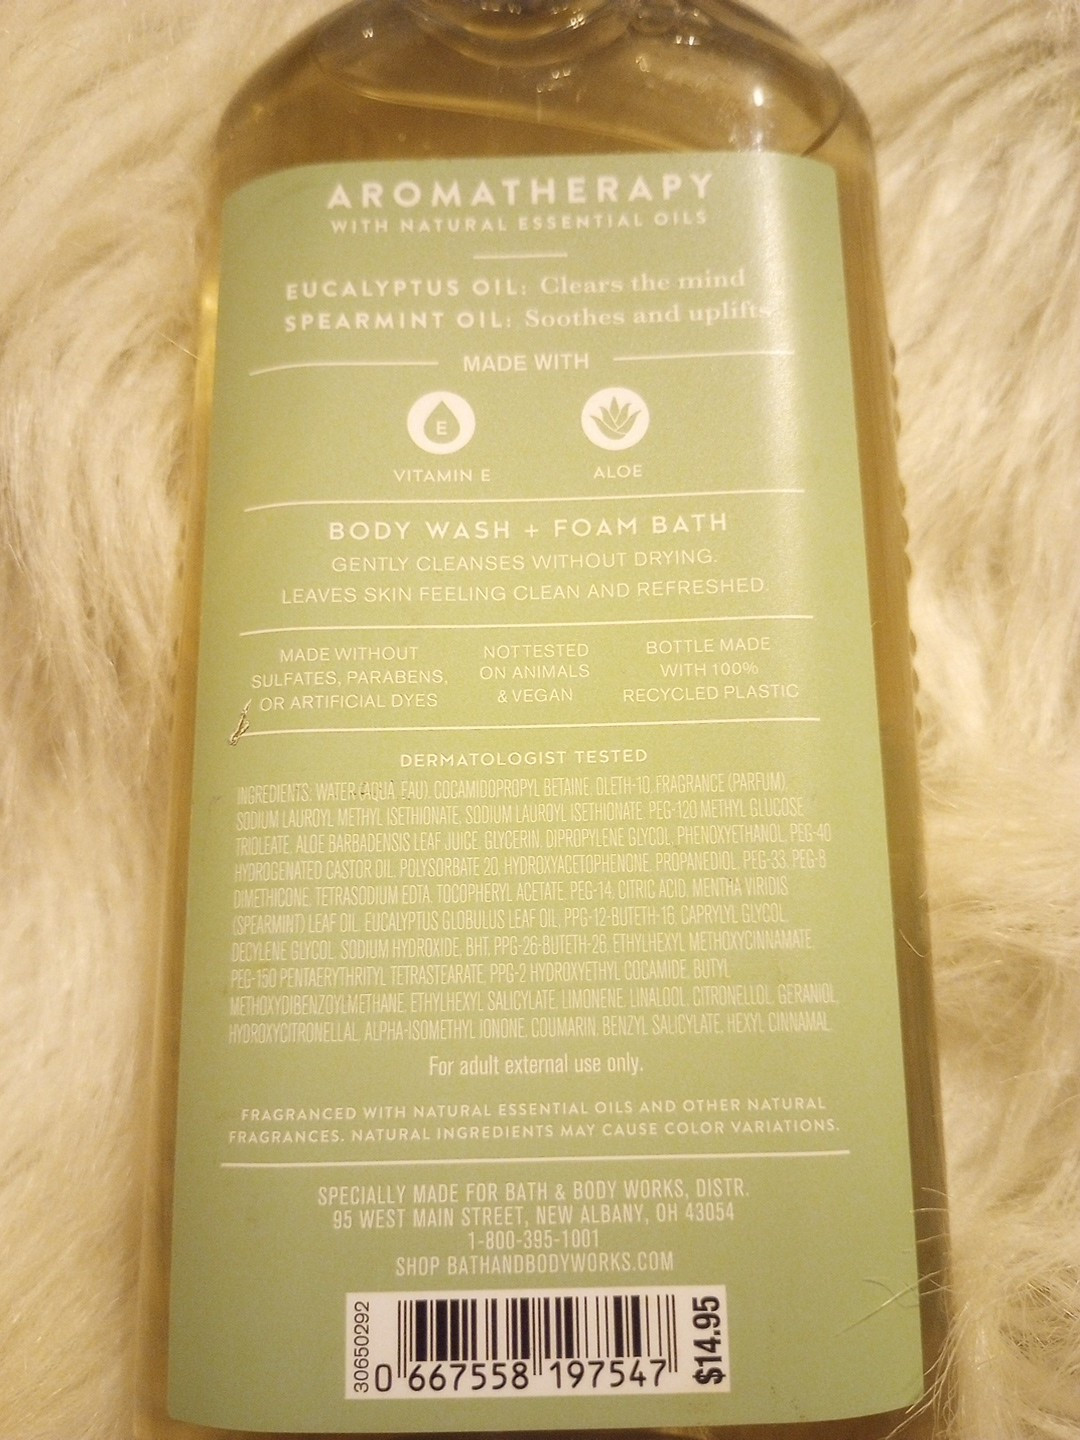 AROMATHERAPY
WITH NATURAL ESSENTIAL OILS
EUCALYPTUS OIL: Clears the mind
SPEARMINT OIL: Soothes and uplifts
MADE WITH
E
VITAMIN E
ALOE
BODY WASH + FOAM BATH
GENTLY CLEANSES WITHOUT DRYING.
LEAVES SKIN FEELING CLEAN AND REFRESHED.
MADE WITHOUT
SULFATES, PARABENS,
OR ARTIFICIAL DYES
NOT TESTED
ON ANIMALS
& VEGAN
BOTTLE MADE
WITH 100%
RECYCLED PLASTIC
DERMATOLOGIST TESTED
INGREDIENTS: WATER (AQUA, EAU), COCAMIDOPROPYL BETAINE, OLETH-10, FRAGRANCE (PARFUM),
SODIUM LAUROYL METHYL ISETHIONATE, SODIUM LAUROYL ISETHIONATE, PEG-120 METHYL GLUCOSE
TRIOLEATE, ALOE BARBADENSIS LEAF JUICE, GLYCERIN, DIPROPYLENE GLYCOL, PHENOXYETHANOL, PEG-40
HYDROGENATED CASTOR OIL, POLYSORBATE 20, HYDROXYACETOPHENONE, PROPANEDIOL, PEG-33, PEG-8
DIMETHICONE, TETRASODIUM EDTA, TOCOPHERYL ACETATE, PEG-14, CITRIC ACID, MENTHA VIRIDIS
(SPEARMINT) LEAF OIL, EUCALYPTUS GLOBULUS LEAF OIL, PPG-12-BUTETH-16, CAPRYLYL GLYCOL,
DECYLENE GLYCOL, SODIUM HYDROXIDE, BHT, PPG-26-BUTETH-26, ETHYLHEXYL METHOXYCINNAMATE,
PEG-150 PENTAERYTHRITYL TETRASTEARATE, PPG-2 HYDROXYETHYL COCAMIDE, BUTYL
METHOXYDIBENZOYLMETHANE, ETHYLHEXYL SALICYLATE, LIMONENE, LINALOOL, CITRONELLOL, GERANIOL,
HYDROXYCITRONELLAL, ALPHA-ISOMETHYL IONONE, COUMARIN, BENZYL SALICYLATE, HEXYL CINNAMAL.
For adult external use only.
FRAGRANCED WITH NATURAL ESSENTIAL OILS AND OTHER NATURAL
FRAGRANCES. NATURAL INGREDIENTS MAY CAUSE COLOR VARIATIONS.
SPECIALLY MADE FOR BATH & BODY WORKS, DISTR.
95 WEST MAIN STREET, NEW ALBANY, OH 43054
1-800-395-1001
SHOP BATHANDBODYWORKS.COM
30650292
0 667558 197547
$14.95